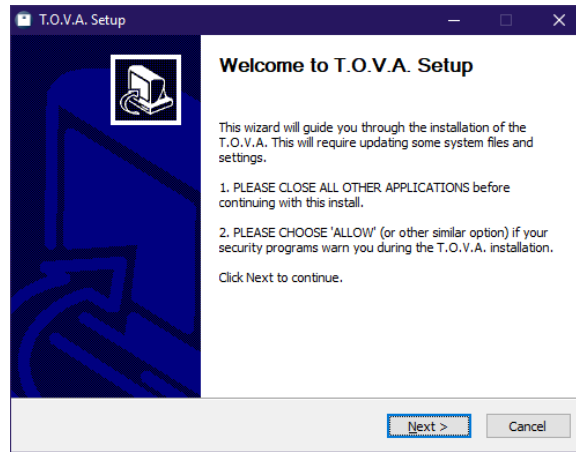 T.O.V.A. Setup
Welcome to T.O.V.A. Setup
This wizard will guide you through the installation of the
T.O.V.A. This will require updating some system files and
settings.
1. PLEASE CLOSE ALL OTHER APPLICATIONS before
continuing with this install.
2. PLEASE CHOOSE 'ALLOW' (or other similar option) if your
security programs warn you during the T.O.V.A. installation.
Click Next to continue.
Next >
Cancel